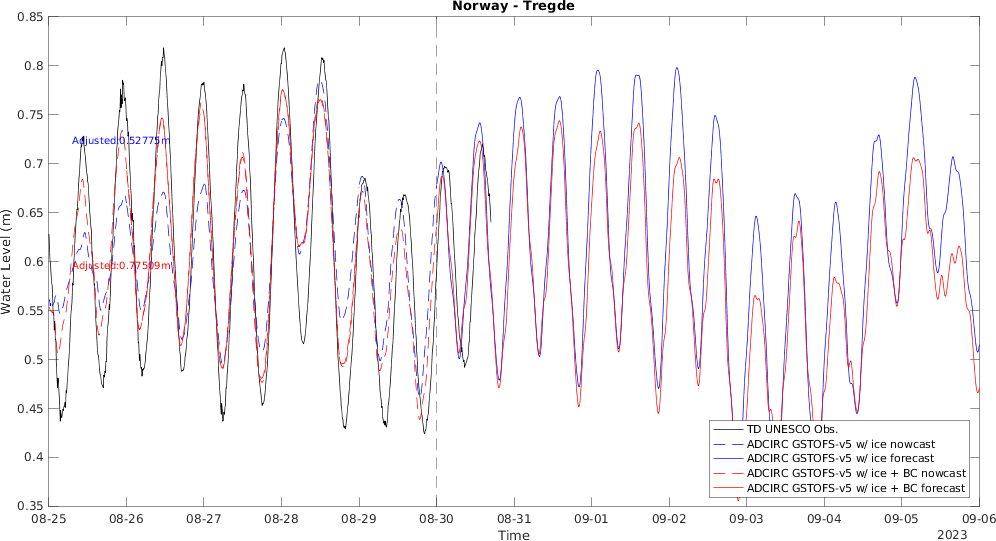 Norway - Tregde
0.85
0.8
0.75
0.7
0.65
0.6
0.55
0.5
0.45
0.4
0.35
Water Level (m)
Adjusted:0.52775m
Adjusted:0.77509m
TD UNESCO Obs.
ADCIRC GSTOFS-v5 w/ ice nowcast
ADCIRC GSTOFS-v5 w/ ice forecast
ADCIRC GSTOFS-v5 w/ ice + BC nowcast
ADCIRC GSTOFS-v5 w/ ice + BC forecast
08-25 08-26 08-27 08-28 08-29 08-30 08-31 09-01 09-02 09-03 09-04 09-05 09-06
Time
2023